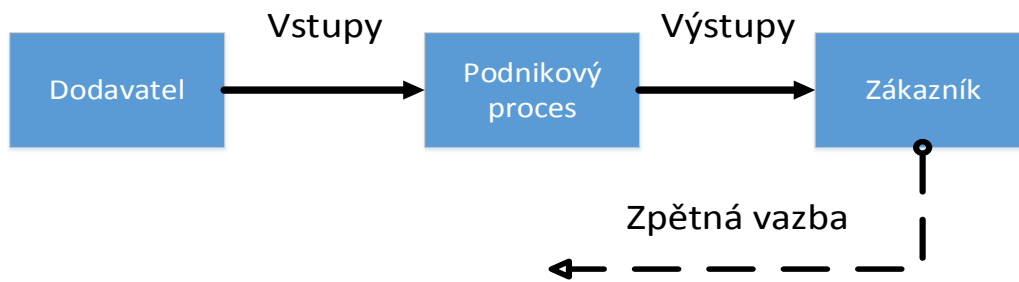 Vstupy
Výstupy
Dodavatel
Podnikový
proces
Zákazník
Zpětná vazba